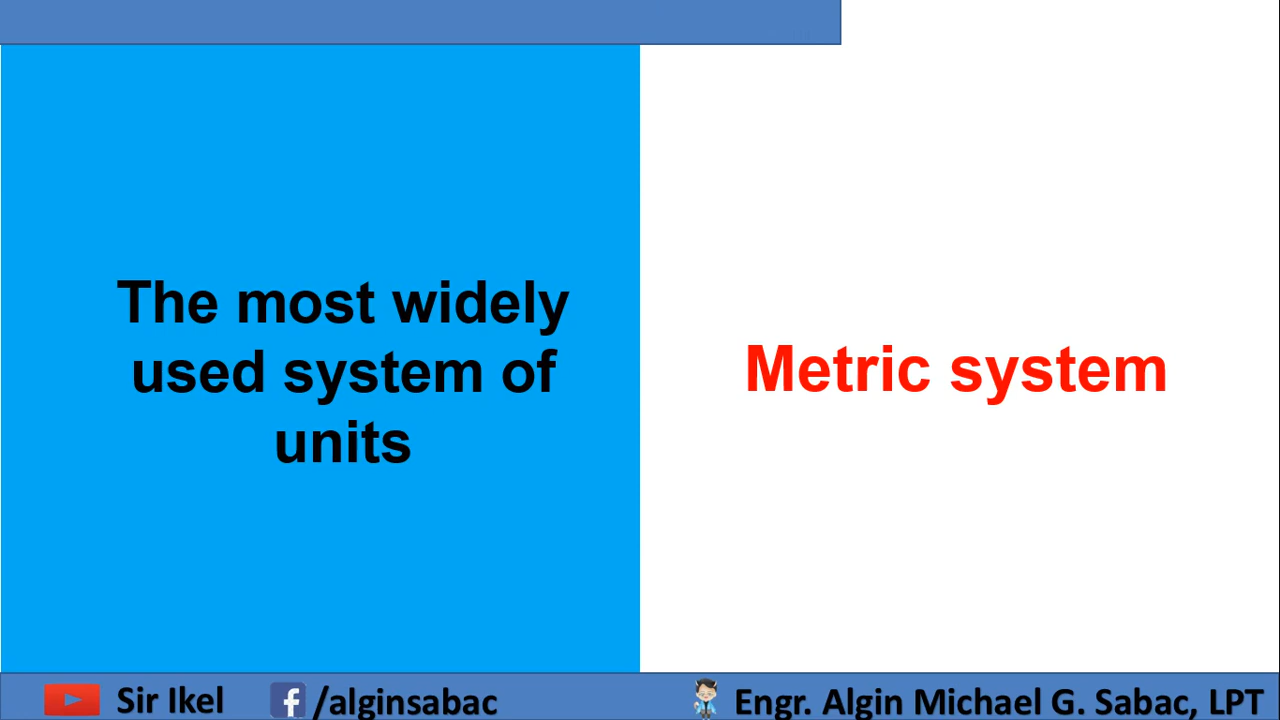 The most widely
used system of
units
Metric system
Sir Ikel
/alginsabac
Engr. Algin Michael G. Sabac, LPT